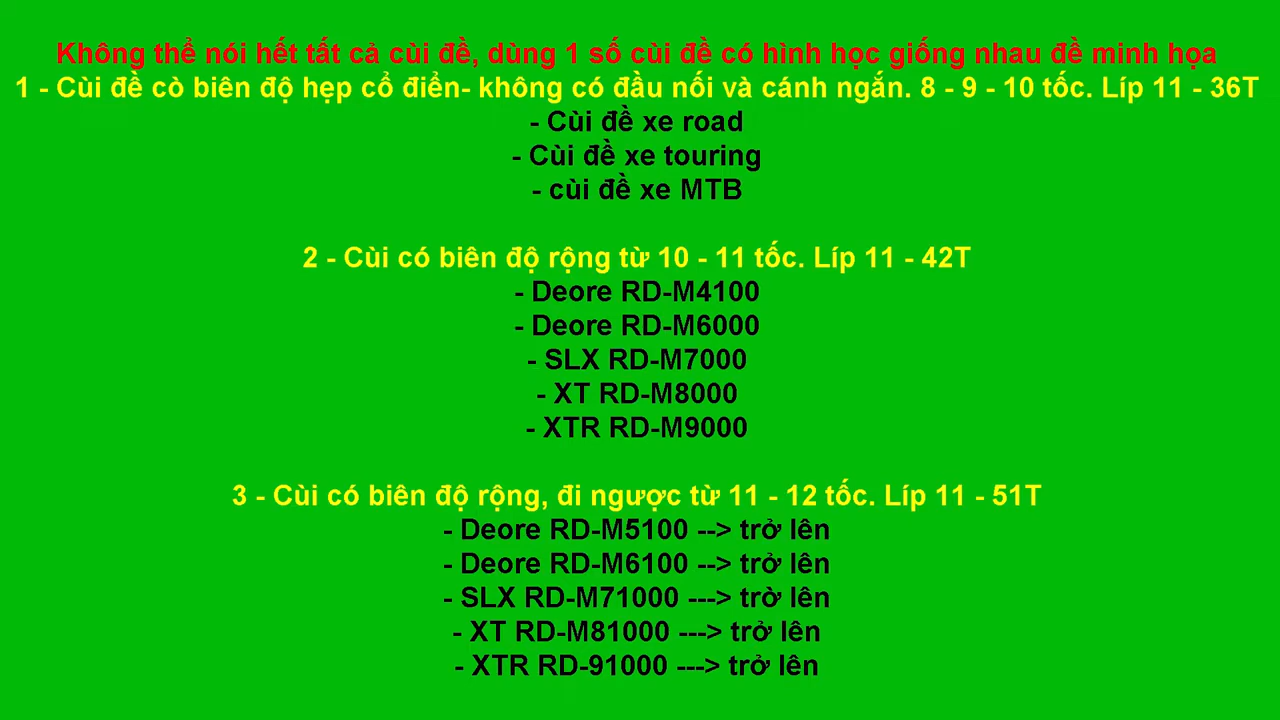 Không thể nói hết tất cả cùi đề, dùng 1 số cùi đề có hình học giống nhau đề minh họa
1 - Cùi đề cò biên độ hẹp cổ điển- không có đầu nối và cánh ngắn. 8 - 9 - 10 tốc. Líp 11 - 36T
- Cùi đề xe road
- Cùi đề xe touring
- cùi đề xe MTB
2 - Cùi có biên độ rộng từ 10 - 11 tốc. Líp 11 - 42T
- Deore RD-M4100
- Deore RD-M6000
- SLX RD-M7000
- XT RD-M8000
- XTR RD-M9000
3 - Cùi có biên độ rộng, đi ngược từ 11 - 12 tốc. Líp 11 - 51T
- Deore RD-M5100 --> trở lên
- Deore RD-M6100 --> trở lên
- SLX RD-M71000 ---> trờ lên
- XT RD-M81000 ---> trở lên
- XTR RD-91000 ---> trở lên